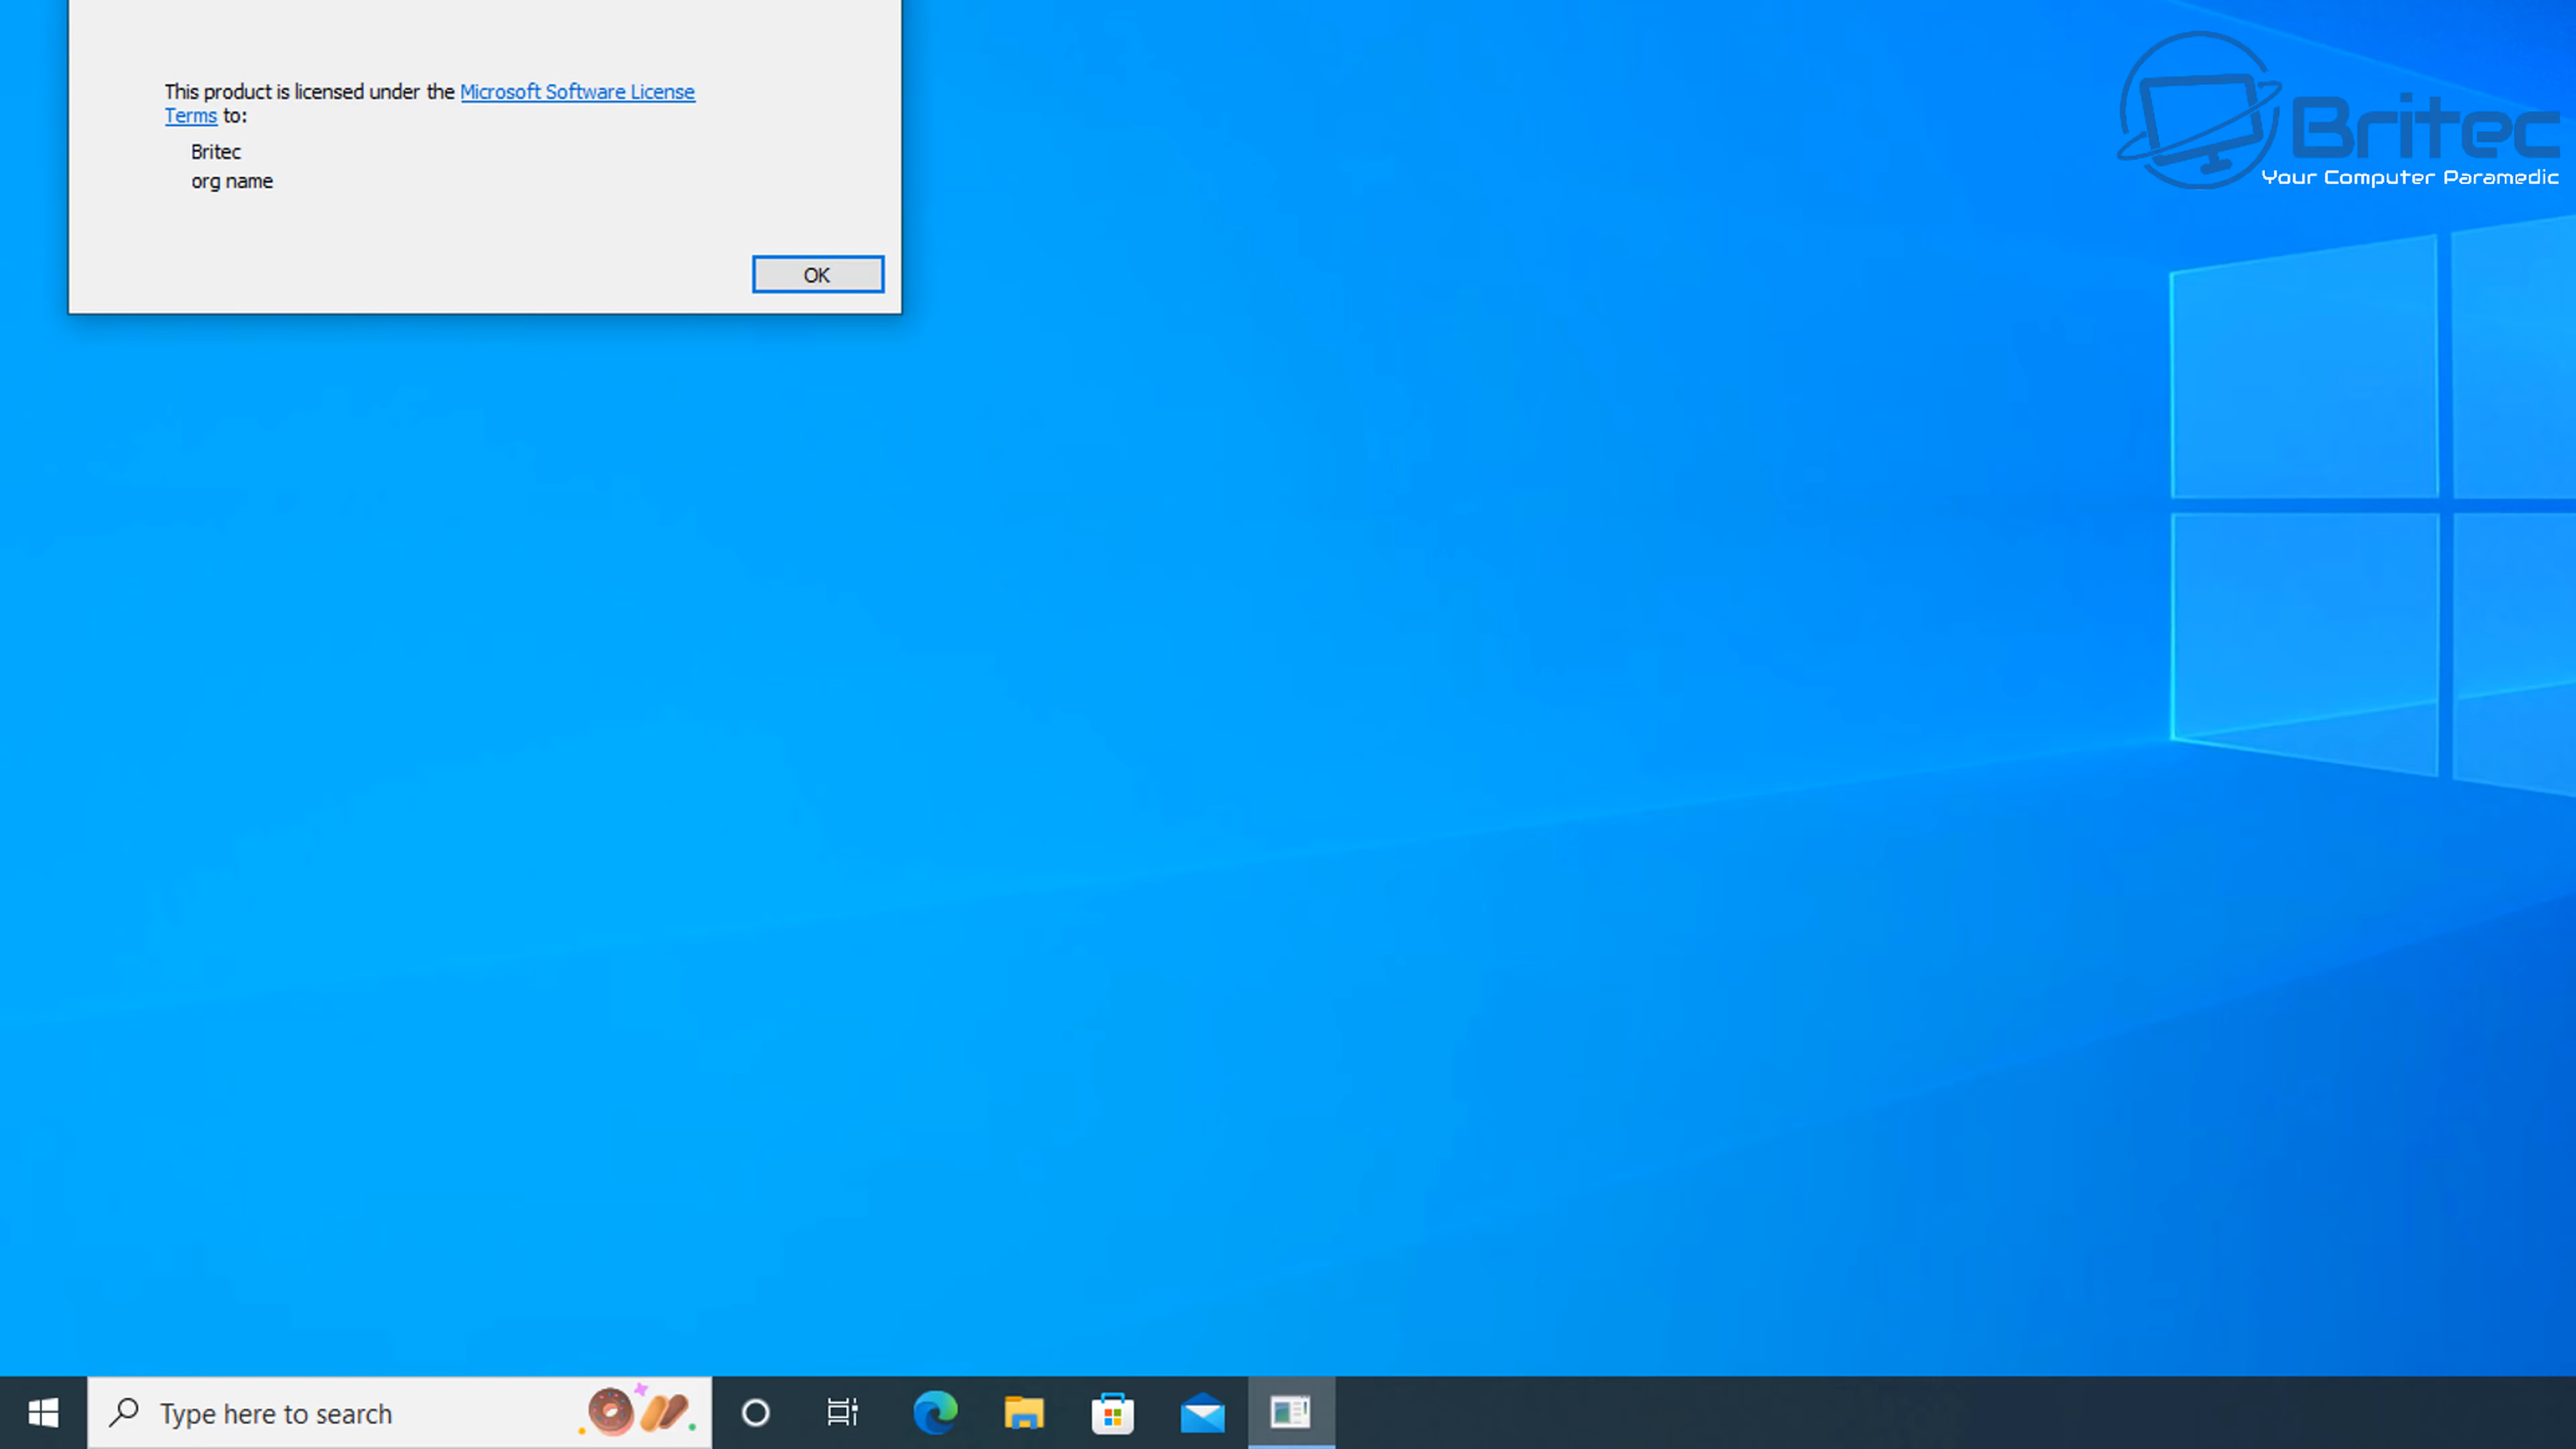 This product is licensed under the Microsoft Software License
Terms to:
Britec
org name
OK
Britec
Your Computer Paramedic
Type here to search